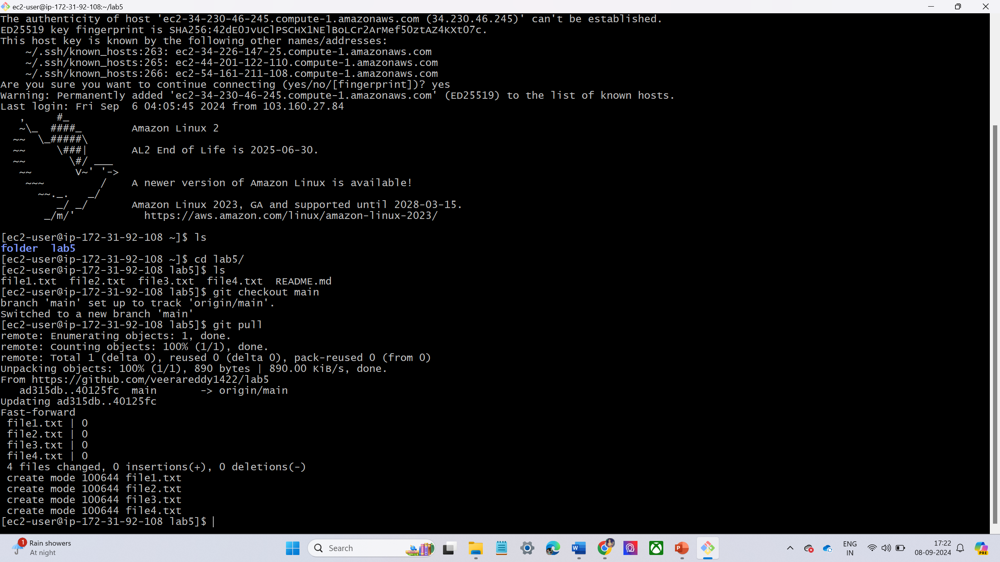 ec2-user@ip-172-31-92-108:~/lab5
The authenticity of host 'ec2-34-230-46-245.compute-1.amazonaws.com (34.230.46.245)' can't be established.
ED25519 key fingerprint is SHA256:42dE0JvUClPSCHX1NElBoLCr2ArMef50ztAZ4KXt07c.
This host key is known by the following other names/addresses:
    ~/.ssh/known_hosts:263: ec2-34-226-147-25.compute-1.amazonaws.com
    ~/.ssh/known_hosts:265: ec2-44-201-122-110.compute-1.amazonaws.com
    ~/.ssh/known_hosts:266: ec2-54-161-211-108.compute-1.amazonaws.com
Are you sure you want to continue connecting (yes/no/[fingerprint])? yes
Warning: Permanently added 'ec2-34-230-46-245.compute-1.amazonaws.com' (ED25519) to the list of known hosts.
Last login: Fri Sep  6 04:05:45 2024 from 103.160.27.84
   ,     #_
   ~\_  ####_        Amazon Linux 2
  ~~  \_#####\
  ~~     \###|       AL2 End of Life is 2025-06-30.
  ~~       \#/ ___
   ~~       V~' '->
    ~~~         /    A newer version of Amazon Linux is available!
      ~~._.   _/
         _/ _/       Amazon Linux 2023, GA and supported until 2028-03-15.
       _/m/'           https://aws.amazon.com/linux/amazon-linux-2023/
[ec2-user@ip-172-31-92-108 ~]$ ls
folder  lab5
[ec2-user@ip-172-31-92-108 ~]$ cd lab5/
[ec2-user@ip-172-31-92-108 lab5]$ ls
file1.txt  file2.txt  file3.txt  file4.txt  README.md
[ec2-user@ip-172-31-92-108 lab5]$ git checkout main
branch 'main' set up to track 'origin/main'.
Switched to a new branch 'main'
[ec2-user@ip-172-31-92-108 lab5]$ git pull
remote: Enumerating objects: 1, done.
remote: Counting objects: 100% (1/1), done.
remote: Total 1 (delta 0), reused 0 (delta 0), pack-reused 0 (from 0)
Unpacking objects: 100% (1/1), 890 bytes | 890.00 KiB/s, done.
From https://github.com/veerareddy1422/lab5
   ad315db..40125fc  main       -> origin/main
Updating ad315db..40125fc
Fast-forward
 file1.txt | 0
 file2.txt | 0
 file3.txt | 0
 file4.txt | 0
 4 files changed, 0 insertions(+), 0 deletions(-)
 create mode 100644 file1.txt
 create mode 100644 file2.txt
 create mode 100644 file3.txt
 create mode 100644 file4.txt
[ec2-user@ip-172-31-92-108 lab5]$
1
Rain showers
At night
Search
W
P
ENG
IN
17:22
08-09-2024
PRE